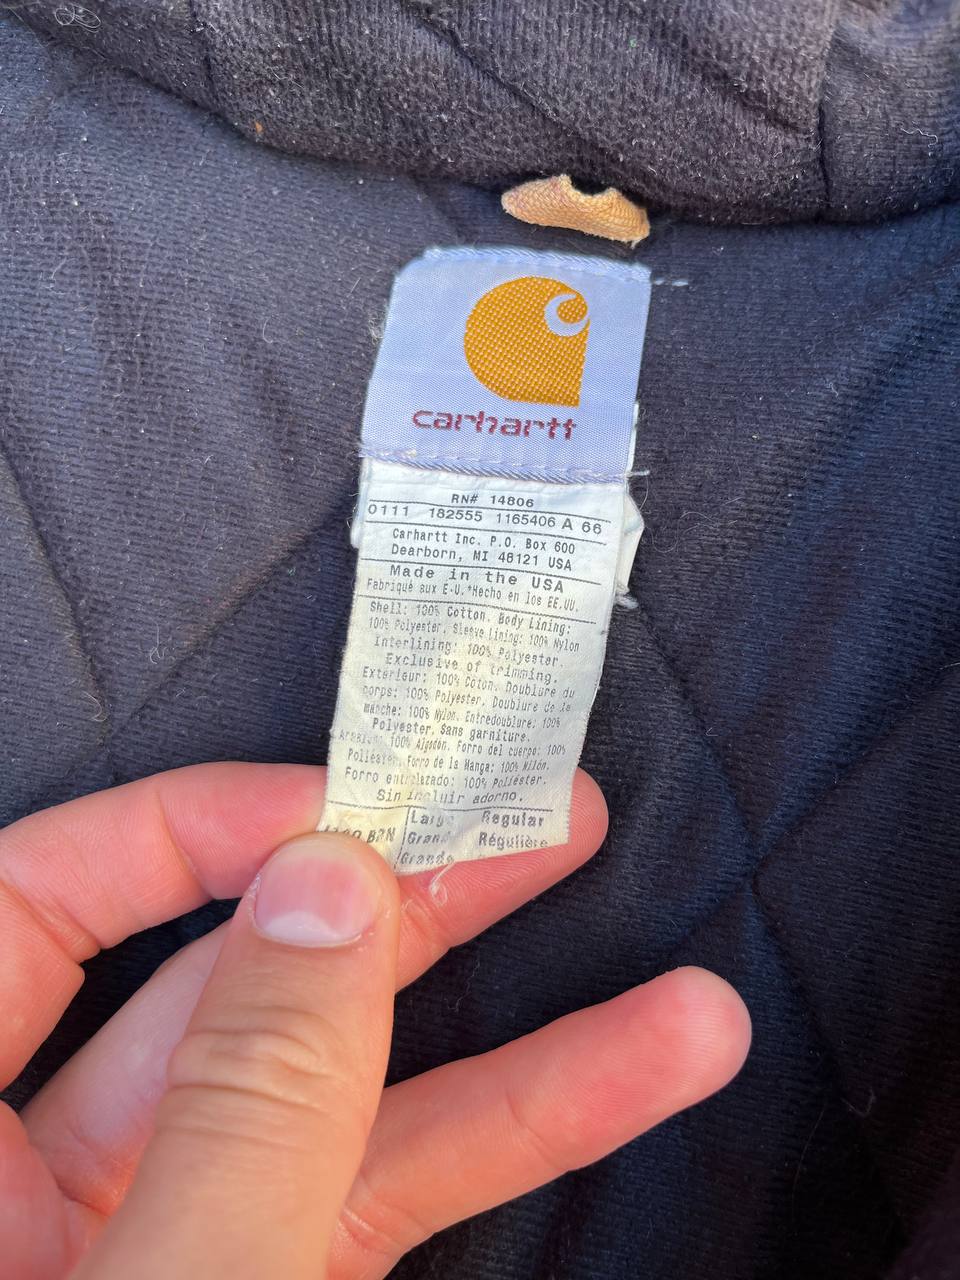 carhartt
RN# 14806
0111 182555 1165406 A 66
Carhartt Inc. P.O. Box 600
Dearborn, MI 48121 USA
Made in the USA
Fabriqué aux E-U.*Hecho en los EE.UU.
Shell: 100% Cotton. Body Lining:
100% Polyester. Sleeve Lining: 100% Nylon
Interlining: 100% Polyester.
Exclusive of trimming.
Extérieur: 100% Coton. Doublure du
corps: 100% Polyester. Doublure de la
manche: 100% Nylon. Entredoublure: 100%
Polyester. Sans garniture.
100% Algodon. Forro del cuerpo: 100%
Poliéster. Forro de la Manga: 100% Nilón.
Forro entrelazado: 100% Poliéster.
Sin incluir adorno.
BRN Large Regular
Grande Régulière
Grande